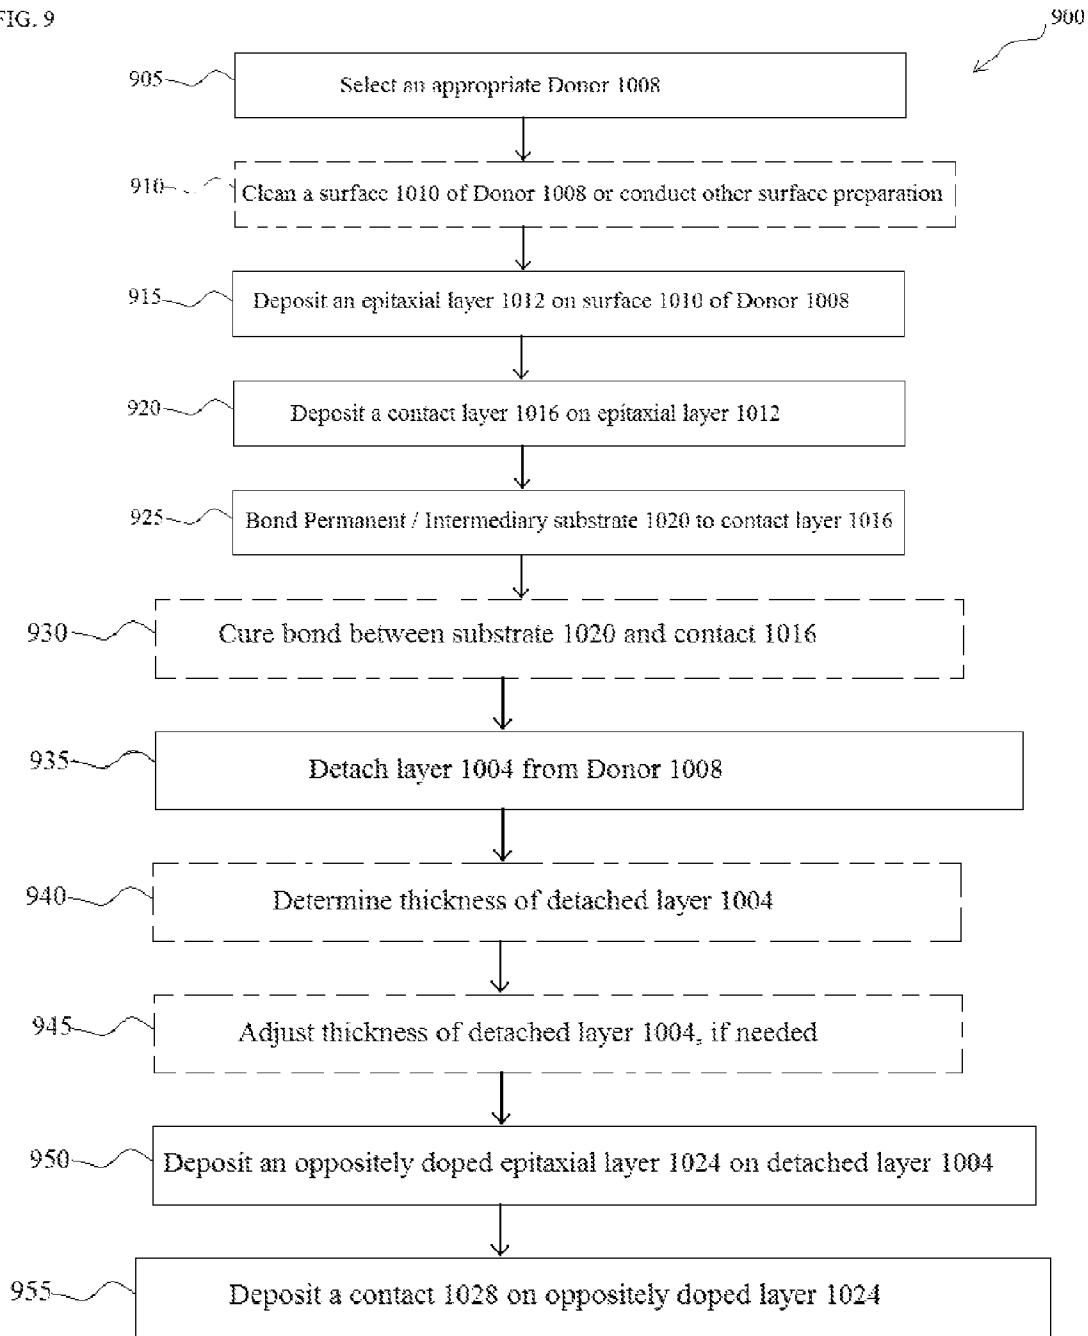 FIG. 9
900
905
Select an appropriate Donor 1008
910
Clean a surface 1010 of Donor 1008 or conduct other surface preparation
915
Deposit an epitaxial layer 1012 on surface 1010 of Donor 1008
920
Deposit a contact layer 1016 on epitaxial layer 1012
925
Bond Permanent / Intermediary substrate 1020 to contact layer 1016
930
Cure bond between substrate 1020 and contact 1016
935
Detach layer 1004 from Donor 1008
940
Determine thickness of detached layer 1004
945
Adjust thickness of detached layer 1004, if needed
950
Deposit an oppositely doped epitaxial layer 1024 on detached layer 1004
955
Deposit a contact 1028 on oppositely doped layer 1024